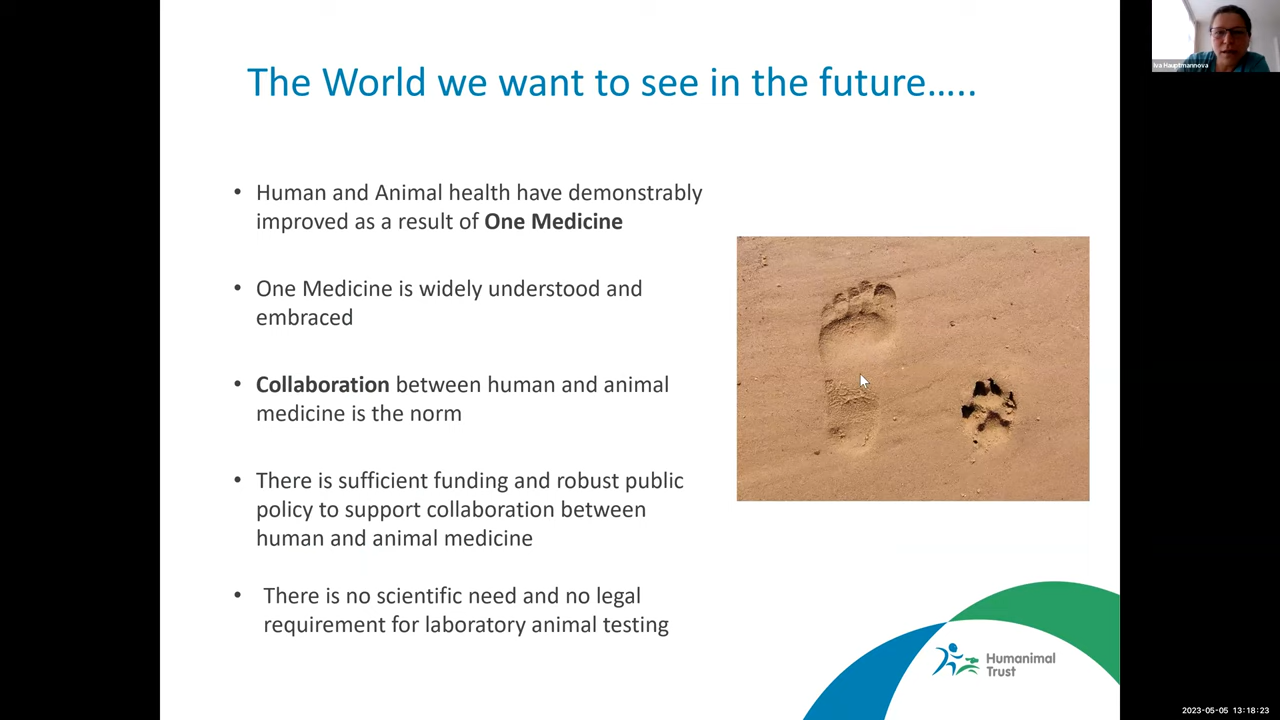 The World we want to see in the future…..
• Human and Animal health have demonstrably
improved as a result of One Medicine
• One Medicine is widely understood and
embraced
• Collaboration between human and animal
medicine is the norm
• There is sufficient funding and robust public
policy to support collaboration between
human and animal medicine
• There is no scientific need and no legal
requirement for laboratory animal testing
Humanimal
Trust
Iva Hauptmannova
2023-05-05 13:18:23